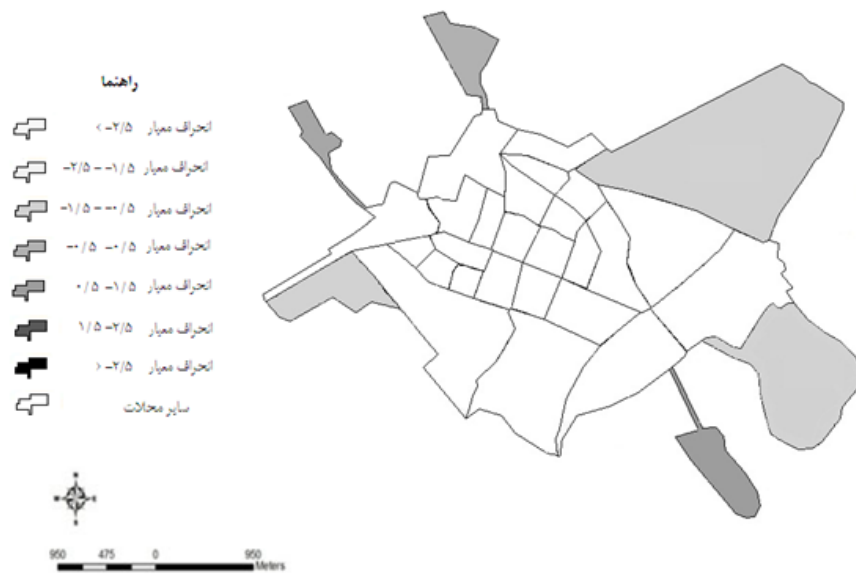 راهنما
انحراف معیار ۲/۵- >
انحراف معیار ۱/۵- – ۲/۵-
انحراف معیار ۰/۵- – ۱/۵-
انحراف معیار ۰/۵- ۰/۵-
انحراف معیار ۱/۵- ۰/۵
انحراف معیار ۲/۵- ۱/۵
انحراف معیار ۲/۵- <
سایر محلات
N
W E
S
950 475 0 950
Meters